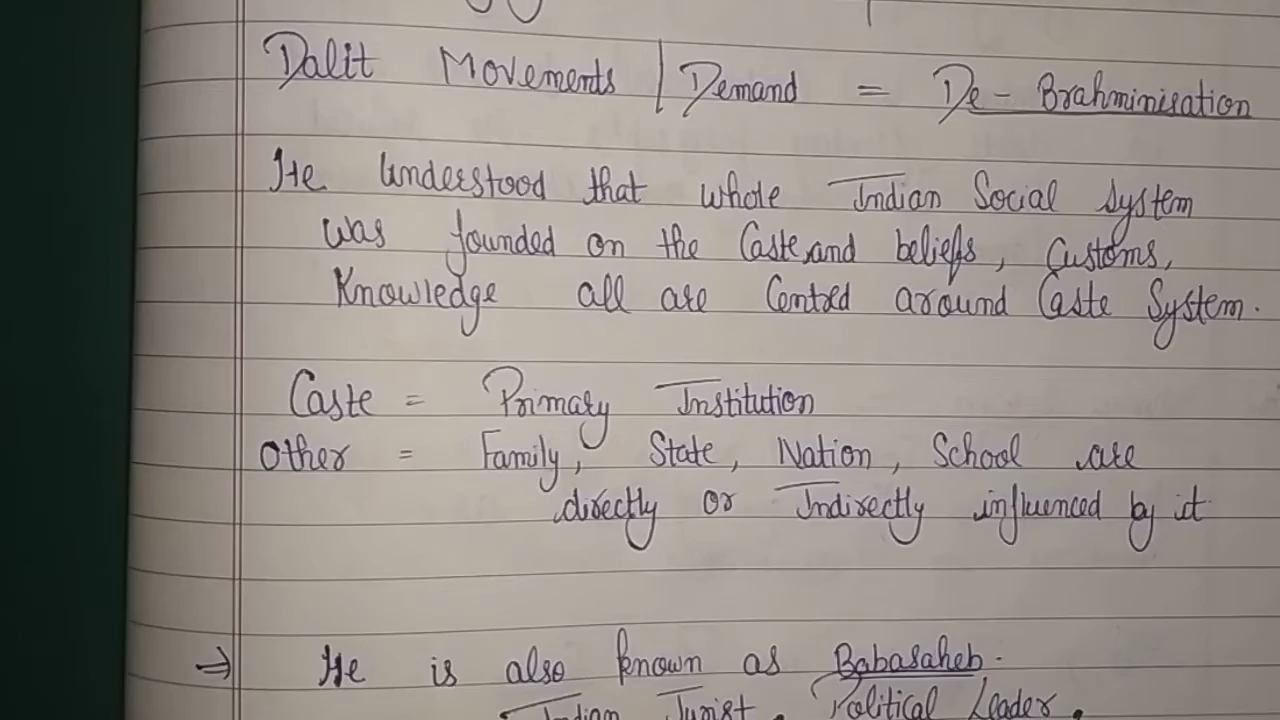 Dalit Movements | Demand = De-Brahminisation
He Understood that whole Indian Social System
was founded on the Caste, and beliefs, Customs,
Knowledge all are Centred around Caste System.
Caste = Primary Institution
Other = Family, State, Nation, School are
directly or Indirectly influenced by it
⇒ He is also known as Babasaheb.
Indian Jurist, Political Leader,